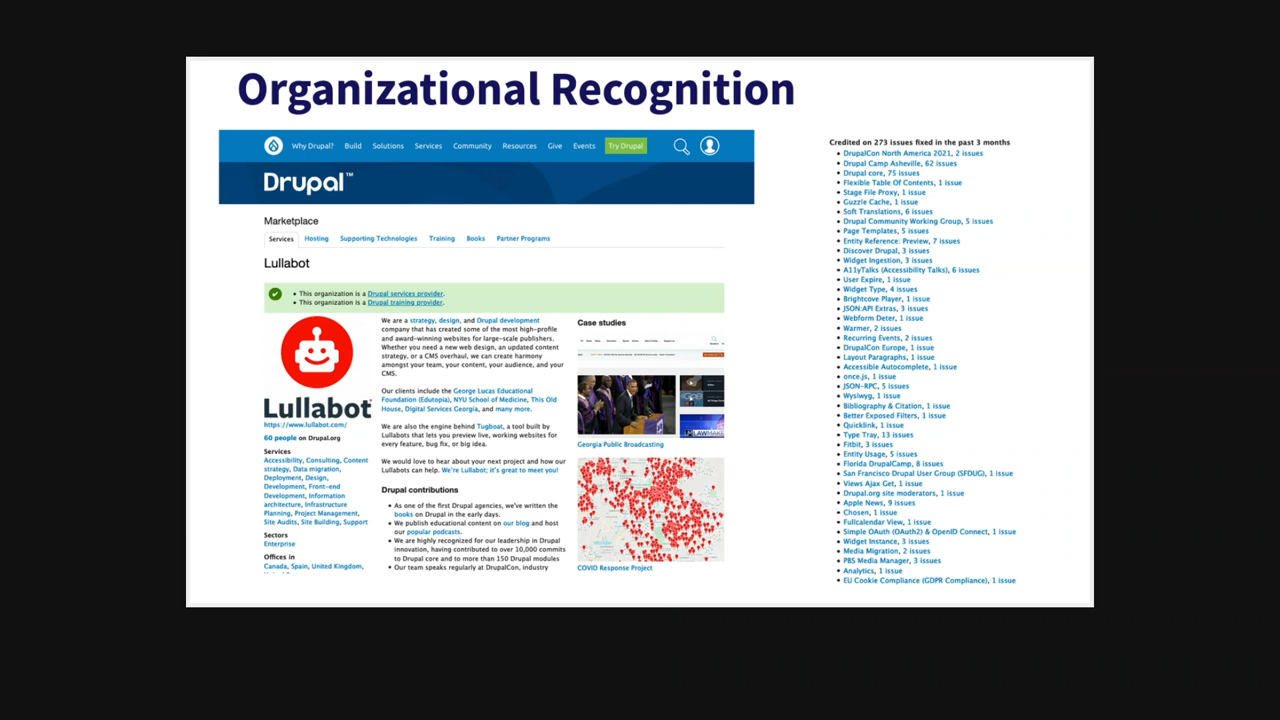 Organizational Recognition
Why Drupal?
Build
Solutions
Services
Community
Resources
Give
Events
Try Drupal
Drupal™
Marketplace
Services
Hosting
Supporting Technologies
Training
Books
Partner Programs
Lullabot
• This organization is a Drupal services provider.
• This organization is a Drupal training provider.
Lullabot
https://www.lullabot.com/
60 people on Drupal.org
Services
Accessibility, Consulting, Content
strategy, Data migration,
Deployment, Design,
Development, Front-end
Development, Information
architecture, Infrastructure
Planning, Project Management,
Site Audits, Site Building, Support
Sectors
Enterprise
Offices in
Canada, Spain, United Kingdom,
We are a strategy, design, and Drupal development
company that has created some of the most high-profile
and award-winning websites for large-scale publishers.
Whether you need a new web design, an updated content
strategy, or a CMS overhaul, we can create harmony
amongst your team, your content, your audience, and your
CMS.
Our clients include the George Lucas Educational
Foundation (Edutopia), NYU School of Medicine, This Old
House, Digital Services Georgia, and many more.
We are also the engine behind Tugboat, a tool built by
Lullabots that lets you preview live, working websites for
every feature, bug fix, or big idea.
We would love to hear about your next project and how our
Lullabots can help. We're Lullabot; it's great to meet you!
Drupal contributions
• As one of the first Drupal agencies, we've written the
books on Drupal in the early days.
• We publish educational content on our blog and host
our popular podcasts.
• We are highly recognized for our leadership in Drupal
innovation, having contributed to over 10,000 commits
to Drupal core and to more than 150 Drupal modules
• Our team speaks regularly at DrupalCon, industry
Case studies
Georgia Public Broadcasting
COVID Response Project
Credited on 273 issues fixed in the past 3 months
• DrupalCon North America 2021, 2 issues
• Drupal Camp Asheville, 62 issues
• Drupal core, 75 issues
• Flexible Table Of Contents, 1 issue
• Stage File Proxy, 1 issue
• Guzzle Cache, 1 issue
• Soft Translations, 6 issues
• Drupal Community Working Group, 5 issues
• Page Templates, 5 issues
• Entity Reference: Preview, 7 issues
• Discover Drupal, 3 issues
• Widget Ingestion, 3 issues
• A11yTalks (Accessibility Talks), 6 issues
• User Expire, 1 issue
• Widget Type, 4 issues
• Brightcove Player, 1 issue
• JSON:API Extras, 3 issues
• Webform Deter, 1 issue
• Warmer, 2 issues
• Recurring Events, 2 issues
• DrupalCon Europe, 1 issue
• Layout Paragraphs, 1 issue
• Accessible Autocomplete, 1 issue
• once.js, 1 issue
• JSON-RPC, 5 issues
• Wysiwyg, 1 issue
• Bibliography & Citation, 1 issue
• Better Exposed Filters, 1 issue
• Quicklink, 1 issue
• Type Tray, 13 issues
• Fitbit, 3 issues
• Entity Usage, 5 issues
• Florida DrupalCamp, 8 issues
• San Francisco Drupal User Group (SFDUG), 1 issue
• Views Ajax Get, 1 issue
• Drupal.org site moderators, 1 issue
• Apple News, 9 issues
• Chosen, 1 issue
• Fullcalendar View, 1 issue
• Simple OAuth (OAuth2) & OpenID Connect, 1 issue
• Widget Instance, 3 issues
• Media Migration, 2 issues
• PBS Media Manager, 3 issues
• Analytics, 1 issue
• EU Cookie Compliance (GDPR Compliance), 1 issue